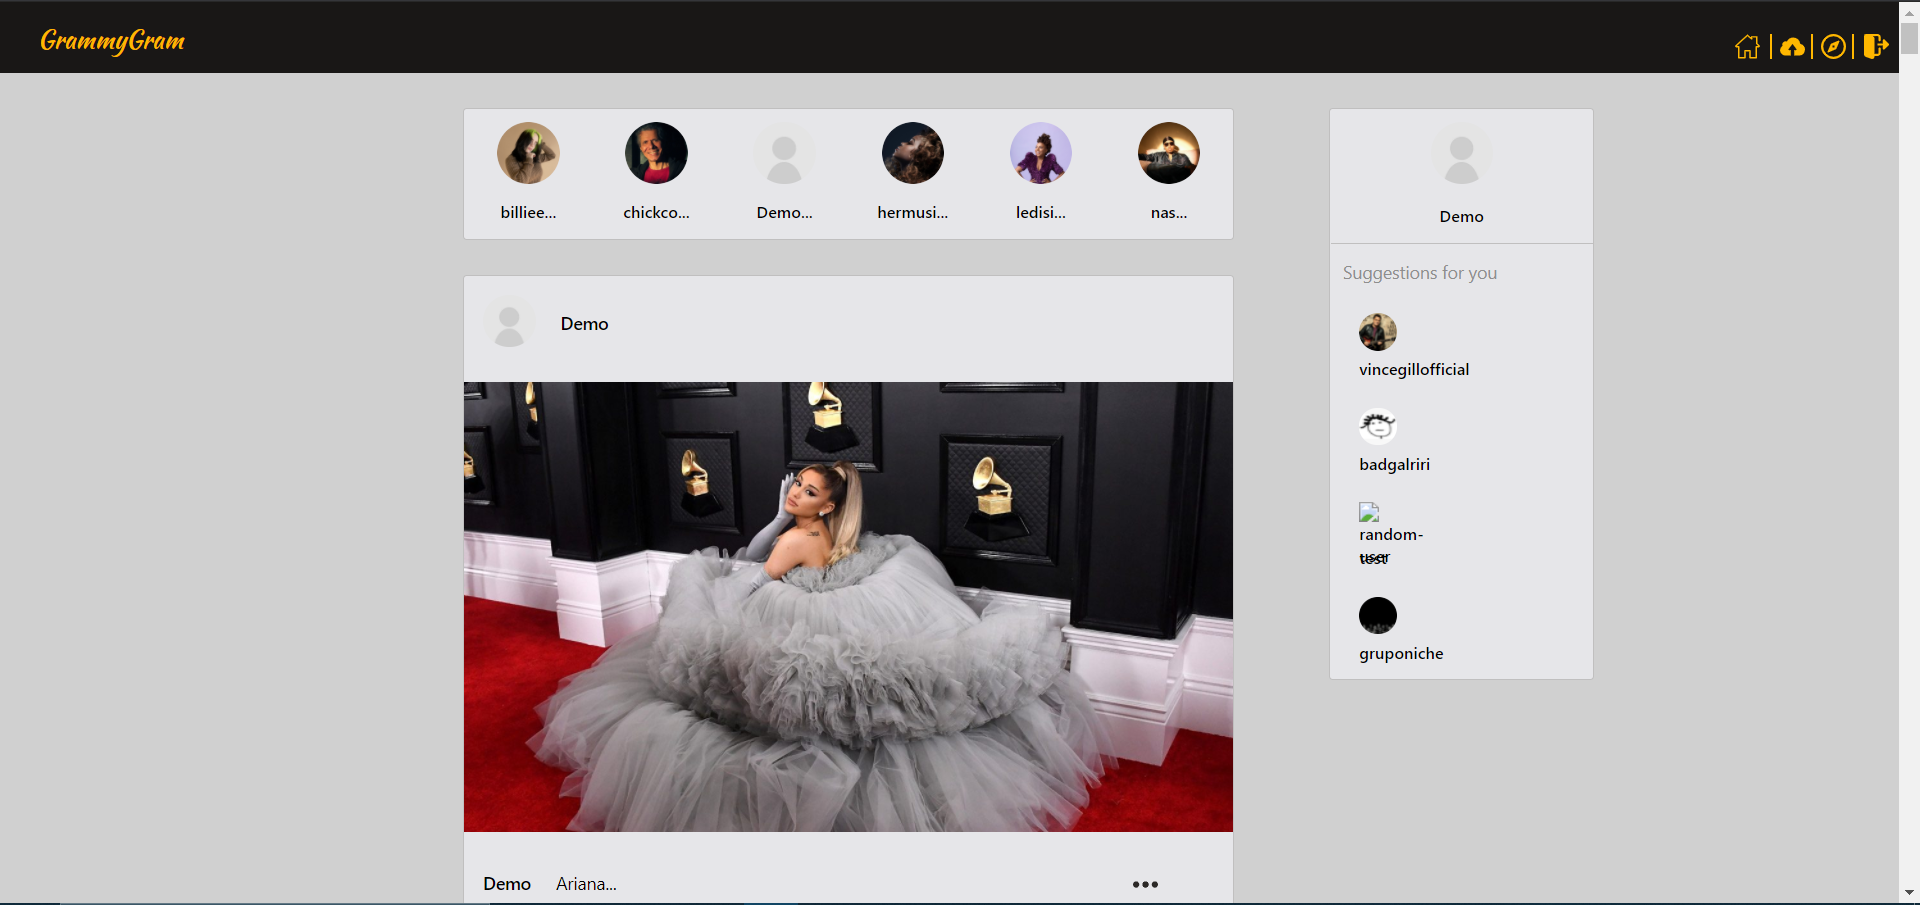 GrammyGram
billiee...
chickco...
Demo...
hermusi...
ledisi...
nas...
Demo
Suggestions for you
vincegillofficial
badgalriri
random-
user
test
gruponiche
Demo
Demo Ariana...